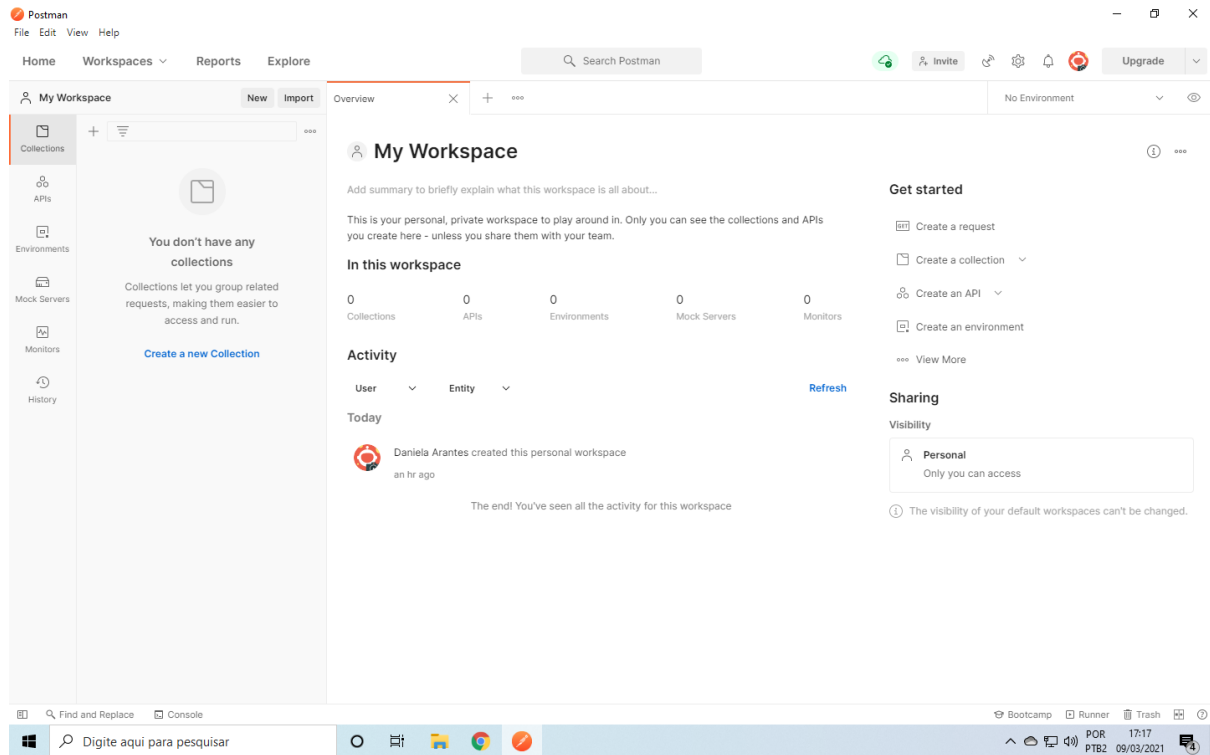 Postman
File Edit View Help
Home Workspaces Reports Explore
Search Postman
Invite
Upgrade
My Workspace
New Import
Overview
No Environment
Collections
APIs
Environments
Mock Servers
Monitors
History
You don't have any
collections
Collections let you group related
requests, making them easier to
access and run.
Create a new Collection
My Workspace
Add summary to briefly explain what this workspace is all about...
This is your personal, private workspace to play around in. Only you can see the collections and APIs
you create here - unless you share them with your team.
In this workspace
0 0 0 0 0
Collections APIs Environments Mock Servers Monitors
Activity
User Entity Refresh
Today
Daniela Arantes created this personal workspace
an hr ago
The end! You've seen all the activity for this workspace
Get started
GET Create a request
Create a collection
Create an API
Create an environment
View More
Sharing
Visibility
Personal
Only you can access
The visibility of your default workspaces can't be changed.
Find and Replace Console
Bootcamp Runner Trash
Digite aqui para pesquisar
POR 17:17
PTB2 09/03/2021
4